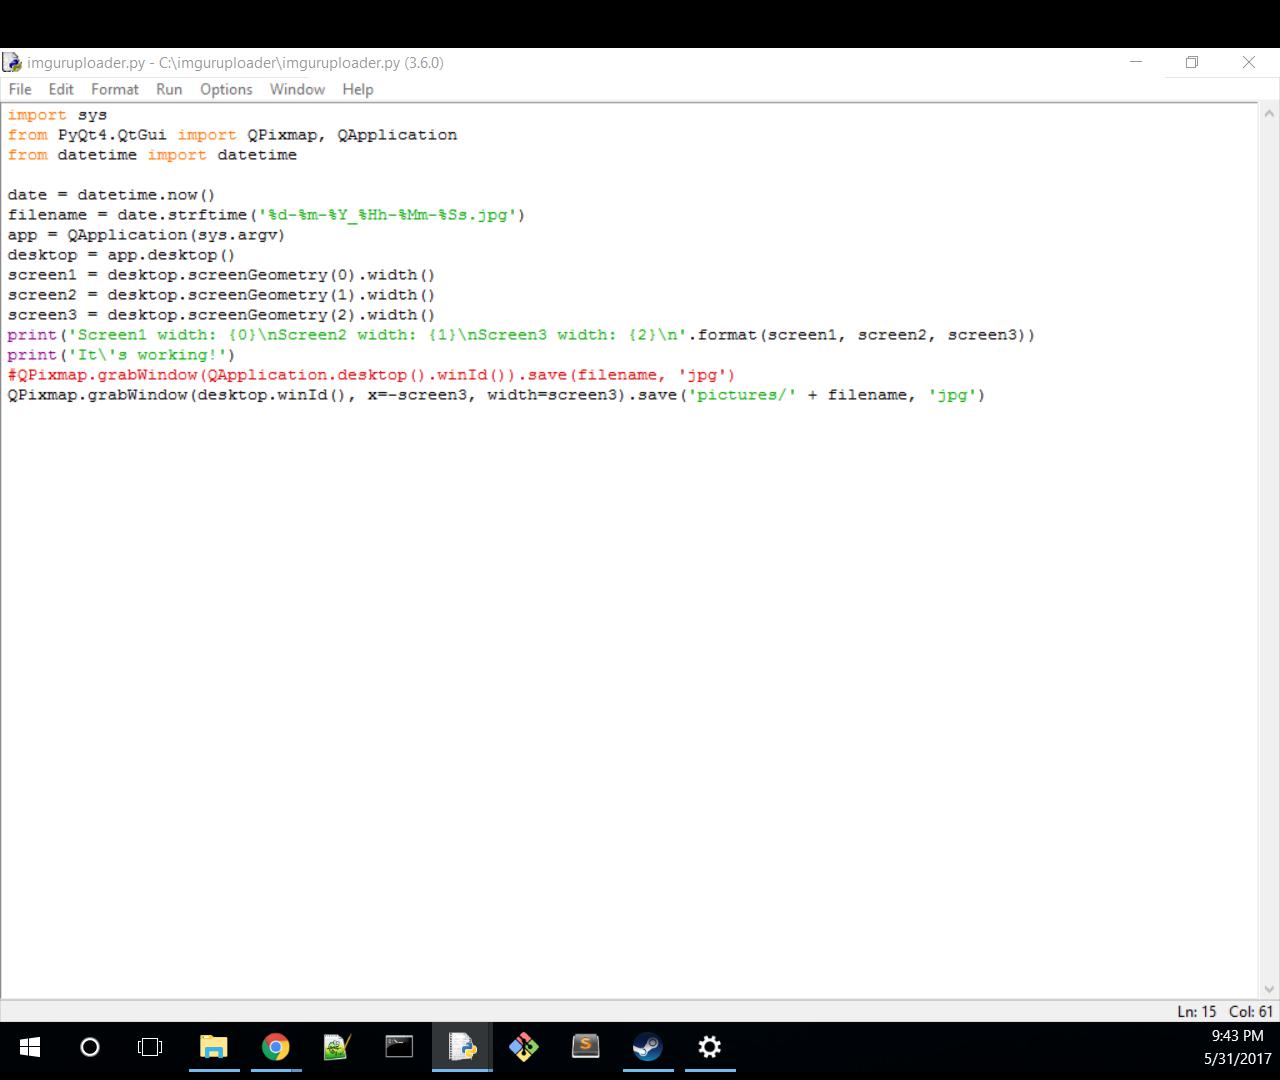 imguruploader.py - C:\imguruploader\imguruploader.py (3.6.0)
File Edit Format Run Options Window Help
import sys
from PyQt4.QtGui import QPixmap, QApplication
from datetime import datetime
date = datetime.now()
filename = date.strftime('%d-%m-%Y_%Hh-%Mm-%Ss.jpg')
app = QApplication(sys.argv)
desktop = app.desktop()
screen1 = desktop.screenGeometry(0).width()
screen2 = desktop.screenGeometry(1).width()
screen3 = desktop.screenGeometry(2).width()
print('Screen1 width: {0}\nScreen2 width: {1}\nScreen3 width: {2}\n'.format(screen1, screen2, screen3))
print('It\'s working!')
#QPixmap.grabWindow(QApplication.desktop().winId()).save(filename, 'jpg')
QPixmap.grabWindow(desktop.winId(), x=-screen3, width=screen3).save('pictures/' + filename, 'jpg')
Ln: 15 Col: 61
S
9:43 PM
5/31/2017